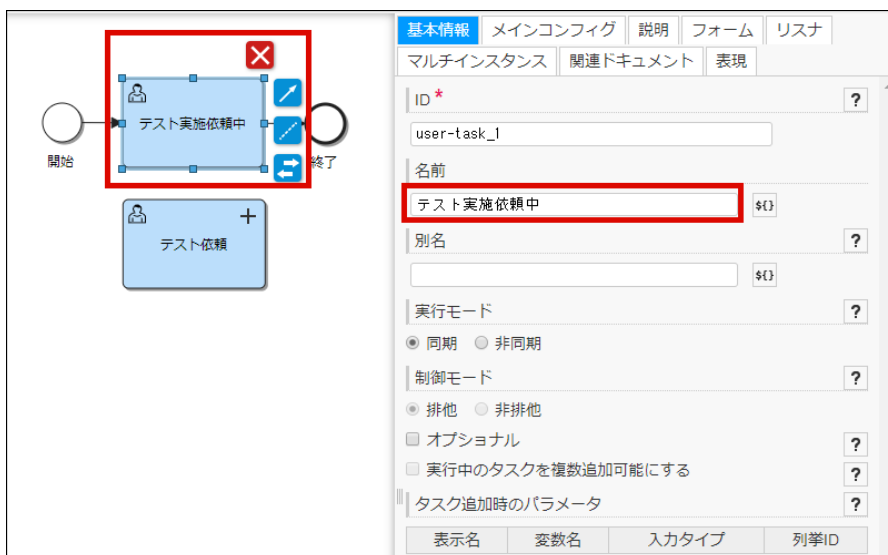 開始
テスト実施依頼中
終了
テスト依頼
基本情報 メインコンフィグ 説明 フォーム リスナ
マルチインスタンス 関連ドキュメント 表現
ID * ?
user-task_1
名前
テスト実施依頼中 ${}
別名 ?
${}
実行モード ?
同期 非同期
制御モード ?
排他 非排他
オプショナル ?
実行中のタスクを複数追加可能にする ?
タスク追加時のパラメータ ?
表示名 変数名 入力タイプ 列挙ID